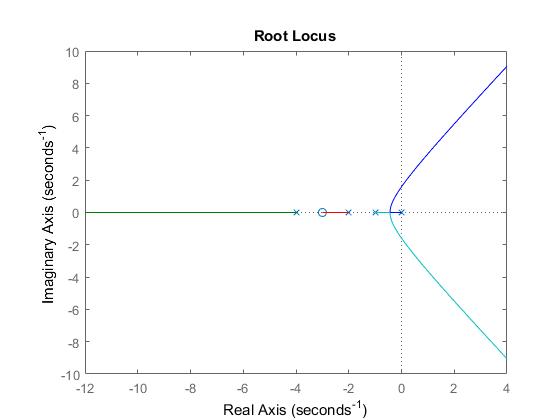 Root Locus
10
8
6
4
2
0
-2
-4
-6
-8
-10
Imaginary Axis (seconds⁻¹)
-12 -10 -8 -6 -4 -2 0 2 4
Real Axis (seconds⁻¹)